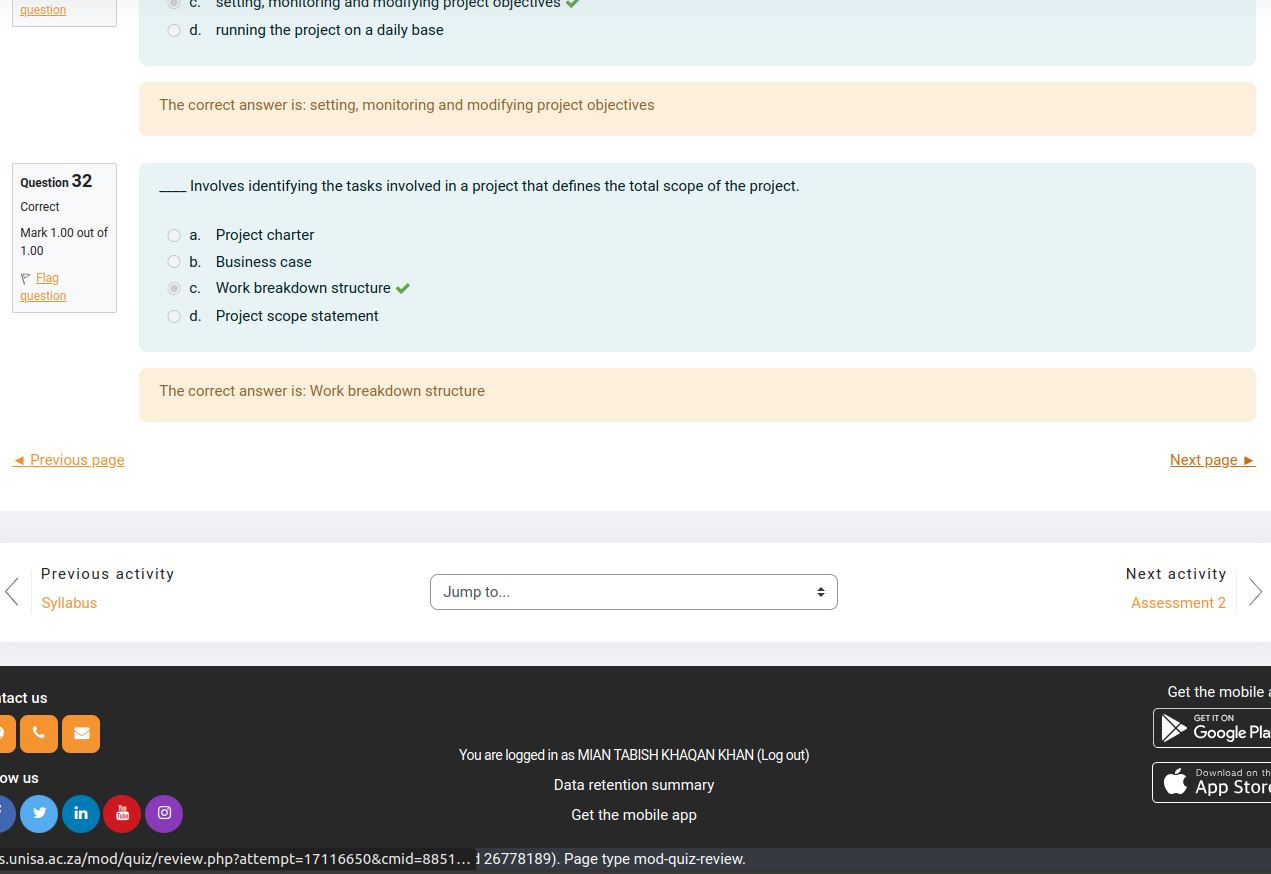 question
c. setting, monitoring and modifying project objectives
d. running the project on a daily base
The correct answer is: setting, monitoring and modifying project objectives
Question 32
Correct
Mark 1.00 out of
1.00
Flag
question
____ Involves identifying the tasks involved in a project that defines the total scope of the project.
a. Project charter
b. Business case
c. Work breakdown structure
d. Project scope statement
The correct answer is: Work breakdown structure
◄ Previous page
Next page ►
Previous activity
Syllabus
Jump to...
Next activity
Assessment 2
tact us
ow us
You are logged in as MIAN TABISH KHAQAN KHAN (Log out)
Data retention summary
Get the mobile app
Get the mobile a
GET IT ON
Google Pla
Download on th
App Store
You Tube
in
s.unisa.ac.za/mod/quiz/review.php?attempt=17116650&cmid=8851...
26778189). Page type mod-quiz-review.